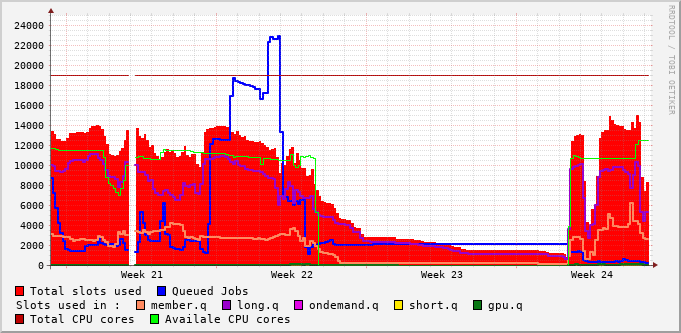 24000
22000
20000
18000
16000
14000
12000
10000
8000
6000
4000
2000
0
Week 21 Week 22 Week 23 Week 24
Total slots used Queued Jobs
Slots used in : member.q long.q ondemand.q short.q gpu.q
Total CPU cores Availale CPU cores
RRDTOOL / TOBI OETIKER